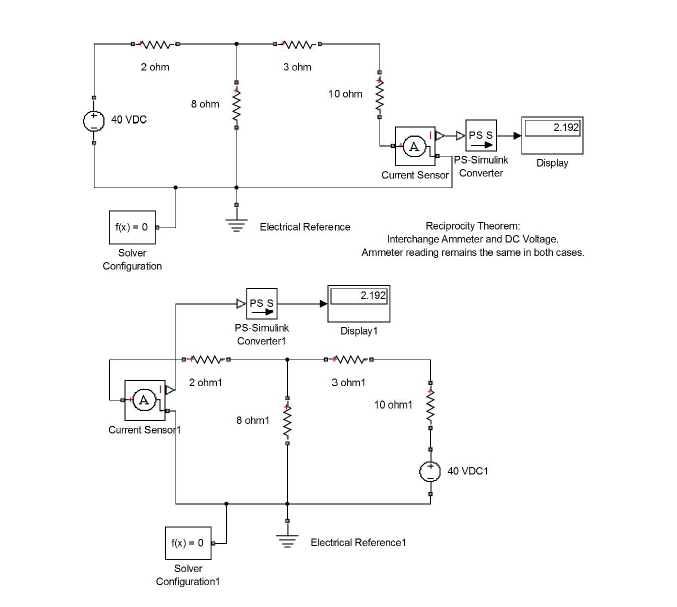 2 ohm
3 ohm
8 ohm
10 ohm
40 VDC
+
−
A
I
PS S
2.192
Current Sensor
PS-Simulink
Converter
Display
f(x) = 0
Solver
Configuration
Electrical Reference
Reciprocity Theorem:
Interchange Ammeter and DC Voltage.
Ammeter reading remains the same in both cases.
PS S
2.192
PS-Simulink
Converter1
Display1
2 ohm1
3 ohm1
A
I
8 ohm1
10 ohm1
Current Sensor1
+
−
40 VDC1
f(x) = 0
Solver
Configuration1
Electrical Reference1